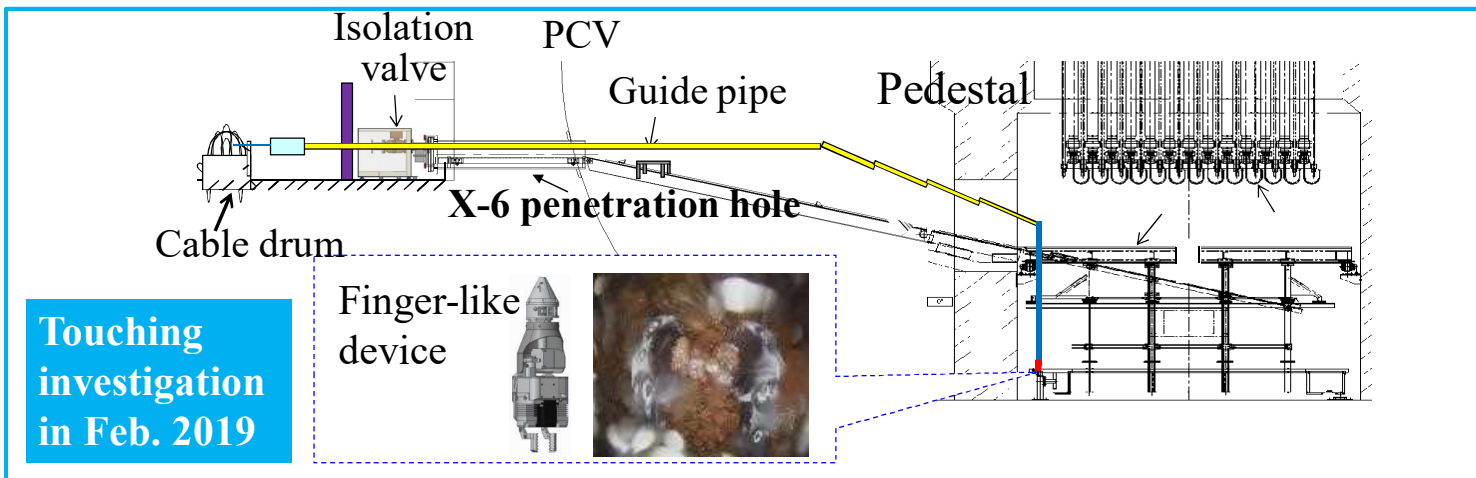 Isolation
valve
PCV
Guide pipe
Pedestal
X-6 penetration hole
Cable drum
Finger-like
device
Touching
investigation
in Feb. 2019